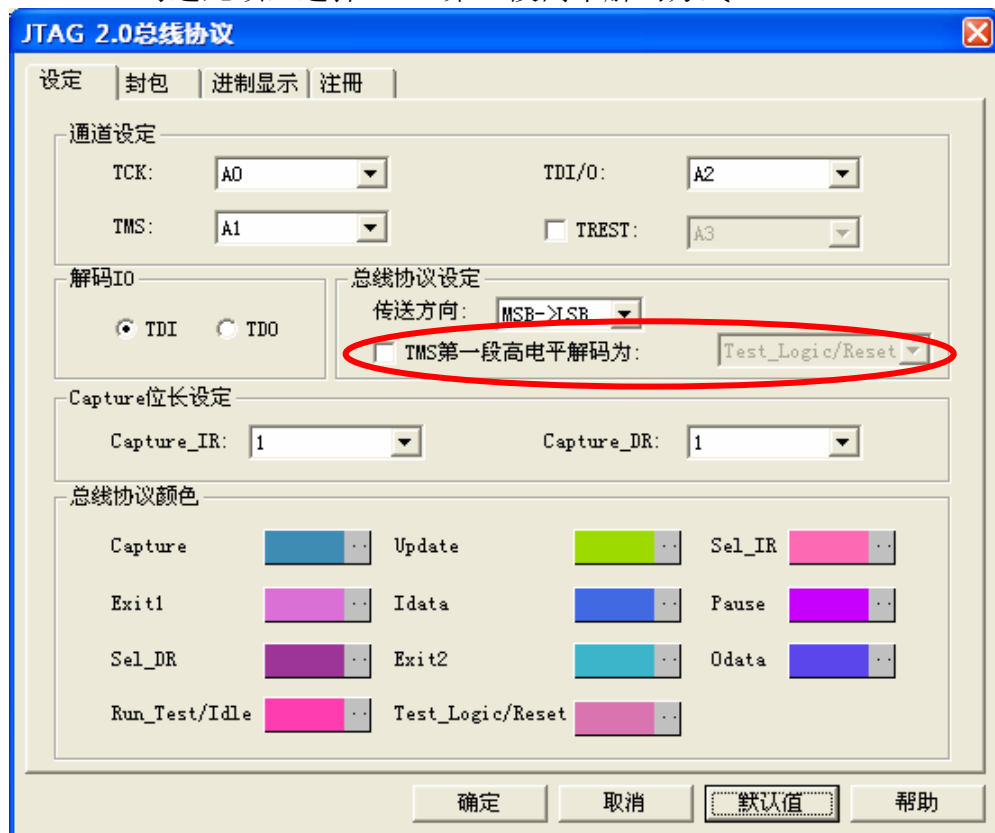 JTAG 2.0总线协议
设定 封包 进制显示 注册
通道设定
TCK: A0 TDI/O: A2
TMS: A1 TREST: A3
解码IO 总线协议设定
传送方向: MSB->LSB
TDI TDO
TMS第一段高电平解码为: Test_Logic/Reset
Capture位长设定
Capture_IR: 1 Capture_DR: 1
总线协议颜色
Capture Update Sel_IR
Exit1 Idata Pause
Sel_DR Exit2 Odata
Run_Test/Idle Test_Logic/Reset
确定 取消 默认值 帮助